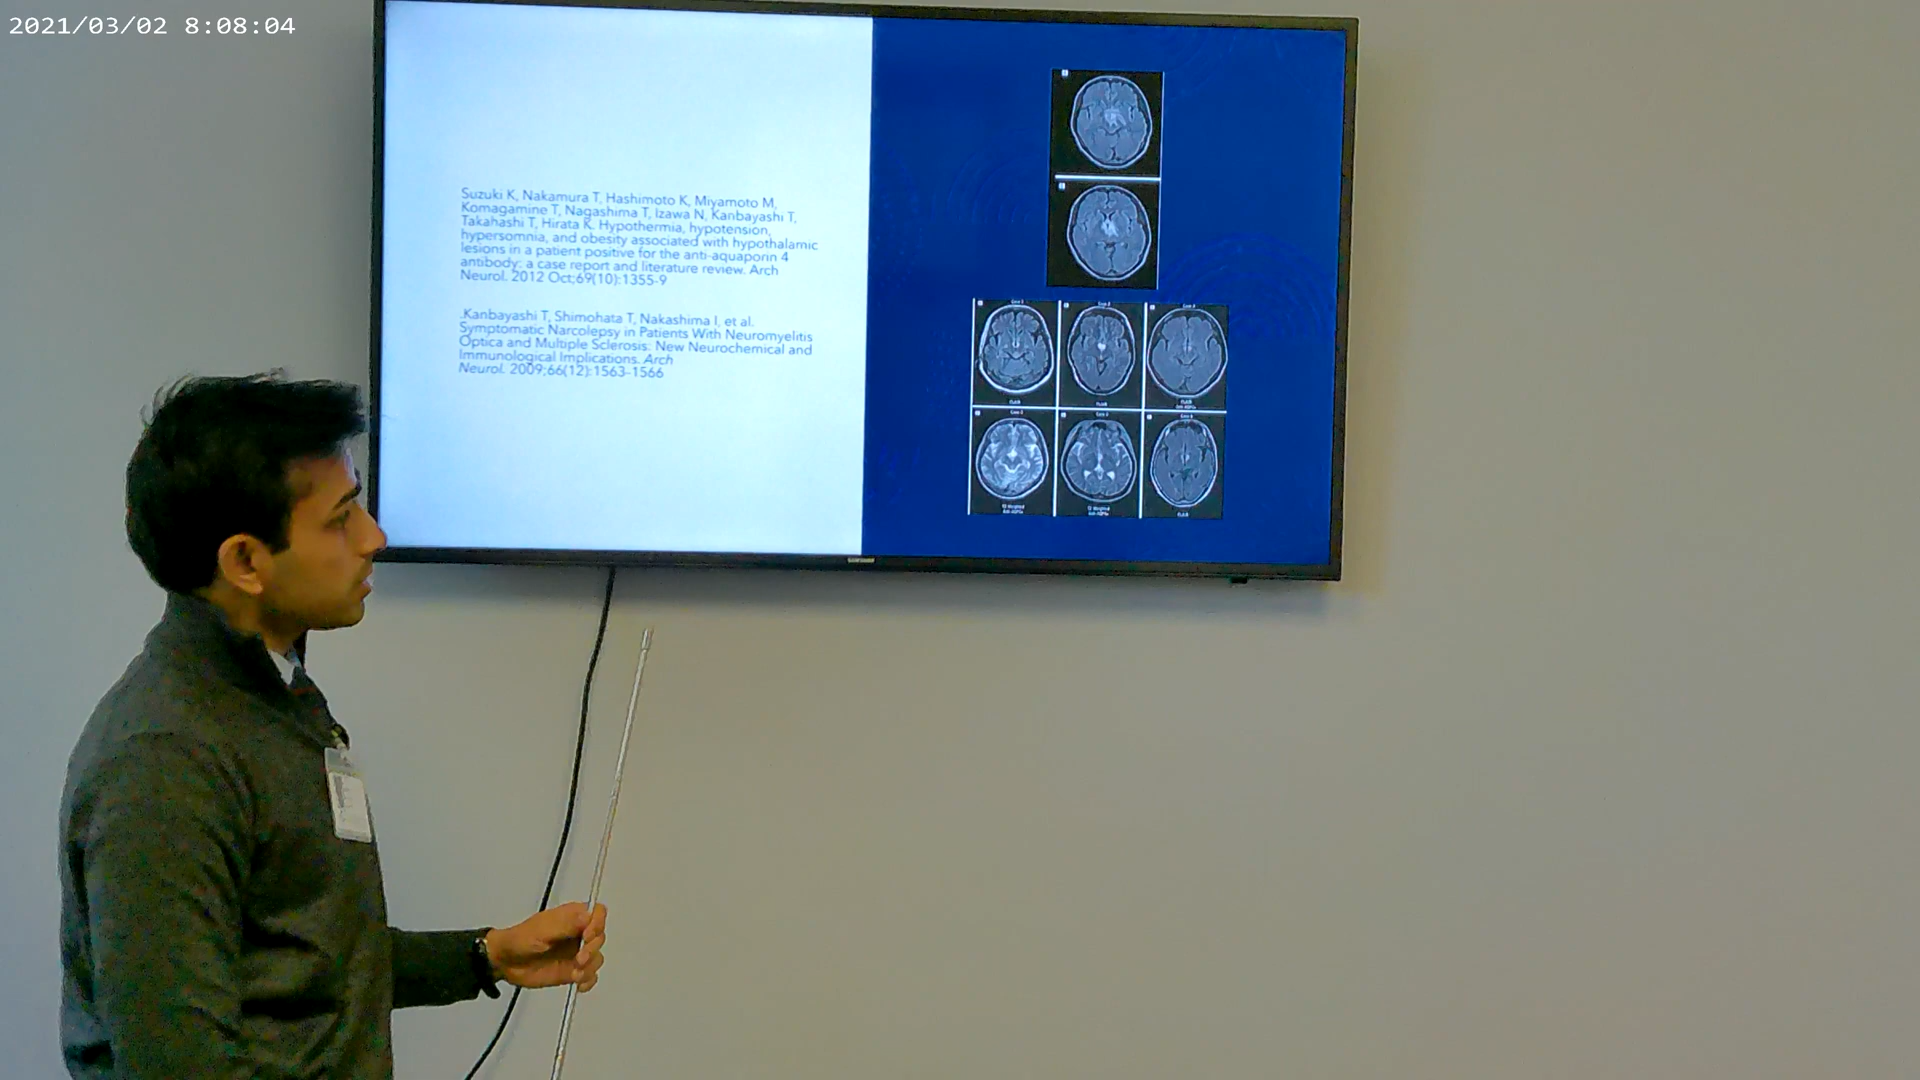 2021/03/02 8:08:04
Suzuki K, Nakamura T, Hashimoto K, Miyamoto M,
Komagamine T, Nagashima T, Izawa N, Kanbayashi T,
Takahashi T, Hirata K. Hypothermia, hypotension,
hypersomnia, and obesity associated with hypothalamic
lesions in a patient positive for the anti-aquaporin 4
antibody: a case report and literature review. Arch
Neurol. 2012 Oct;69(10):1355-9
.Kanbayashi T, Shimohata T, Nakashima I, et al.
Symptomatic Narcolepsy in Patients With Neuromyelitis
Optica and Multiple Sclerosis: New Neurochemical and
Immunological Implications. Arch
Neurol. 2009;66(12):1563-1566